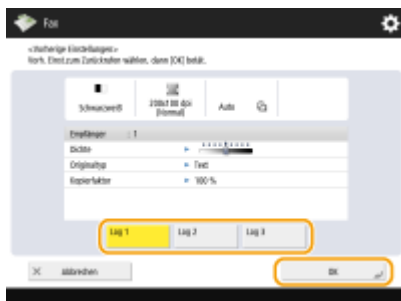 Fax
<Vorherige Einstellungen>
Vorh. Einst.zum Zurückrufen wählen, dann [OK] betät.
Schwarzweiß
200x100 dpi
[Normal]
Auto
Empfänger : 1
Dichte
Originaltyp ▸ Text
Kopierfaktor ▸ 100 %
Log 1
Log 2
Log 3
Abbrechen
OK